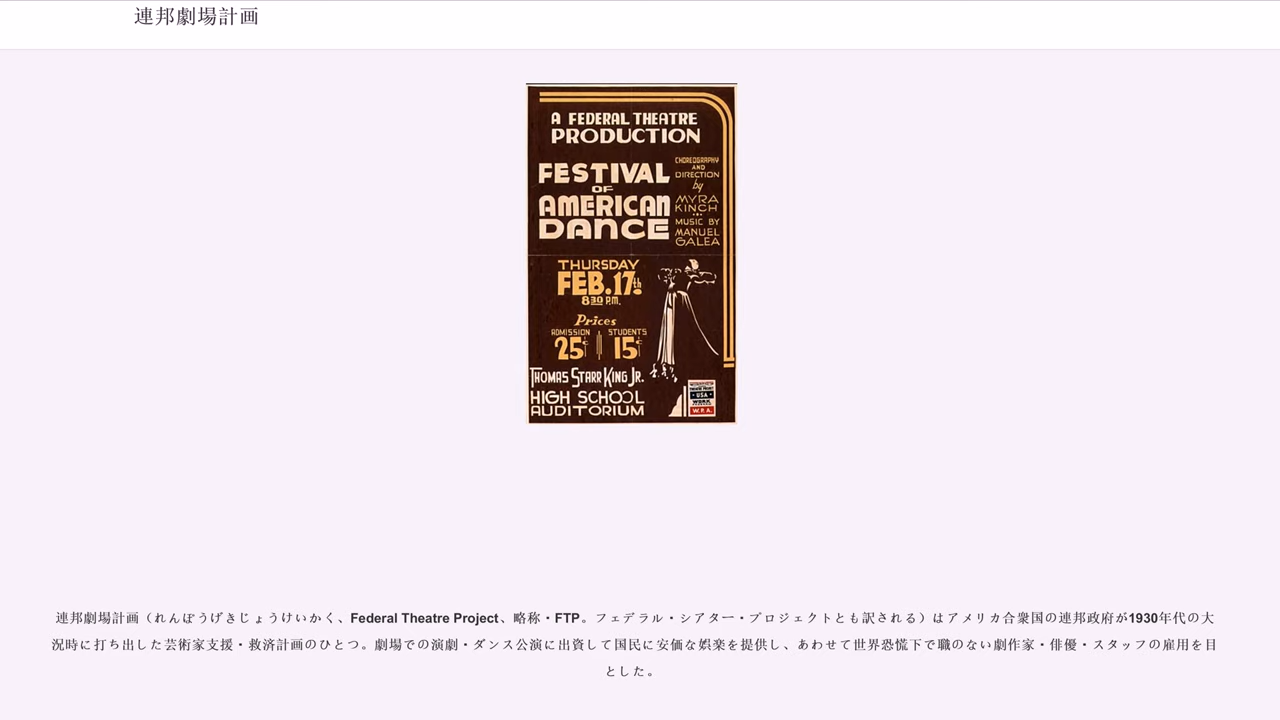 連邦劇場計画
A FEDERAL THEATRE
PRODUCTION
FESTIVAL
OF
AMERICAN
DANCE
CHOREOGRAPHY
AND
DIRECTION
by
MYRA
KINCH
MUSIC BY
MANUEL
GALEA
THURSDAY
FEB. 17th
8:30 P.M.
Prices
ADMISSION
25¢
STUDENTS
15¢
THOMAS STARR KING JR.
HIGH SCHOOL
AUDITORIUM
USA
WORK
W.P.A.
連邦劇場計画（れんぽうげきじょうけいかく、Federal Theatre Project、略称・FTP。フェデラル・シアター・プロジェクトとも訳される）はアメリカ合衆国の連邦政府が1930年代の大
況時に打ち出した芸術家支援・救済計画のひとつ。劇場での演劇・ダンス公演に出資して国民に安価な娯楽を提供し、あわせて世界恐慌下で職のない劇作家・俳優・スタッフの雇用を目
とした。